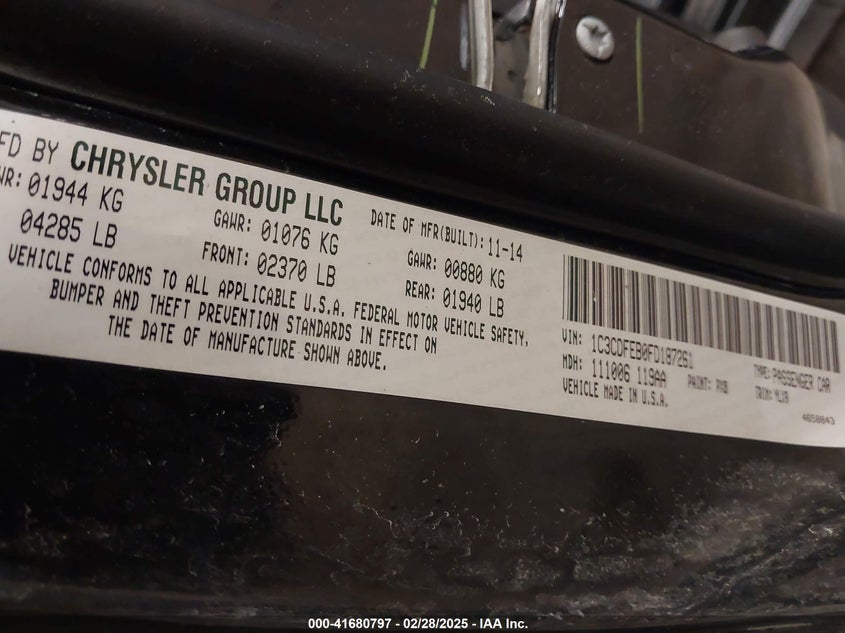 FD BY CHRYSLER GROUP LLC
WR: 01944 KG
04285 LB
GAWR: 01076 KG
FRONT: 02370 LB
DATE OF MFR(BUILT): 11-14
GAWR: 00880 KG
REAR: 01940 LB
VEHICLE CONFORMS TO ALL APPLICABLE U.S.A. FEDERAL MOTOR VEHICLE SAFETY,
BUMPER AND THEFT PREVENTION STANDARDS IN EFFECT ON
THE DATE OF MANUFACTURE SHOWN ABOVE.
VIN: 1C3CDFEB0FD187261
MDH: 111006 119AA
VEHICLE MADE IN U.S.A.
PAINT:
TYPE: PASSENGER CAR
TRIM:
4650043
000-41680797 - 02/28/2025 - IAA Inc.